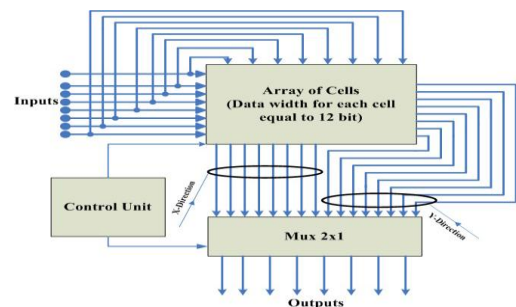 Array of Cells
(Data width for each cell
equal to 12 bit)
Inputs
X-Direction
Control Unit
Y-Direction
Mux 2x1
Outputs